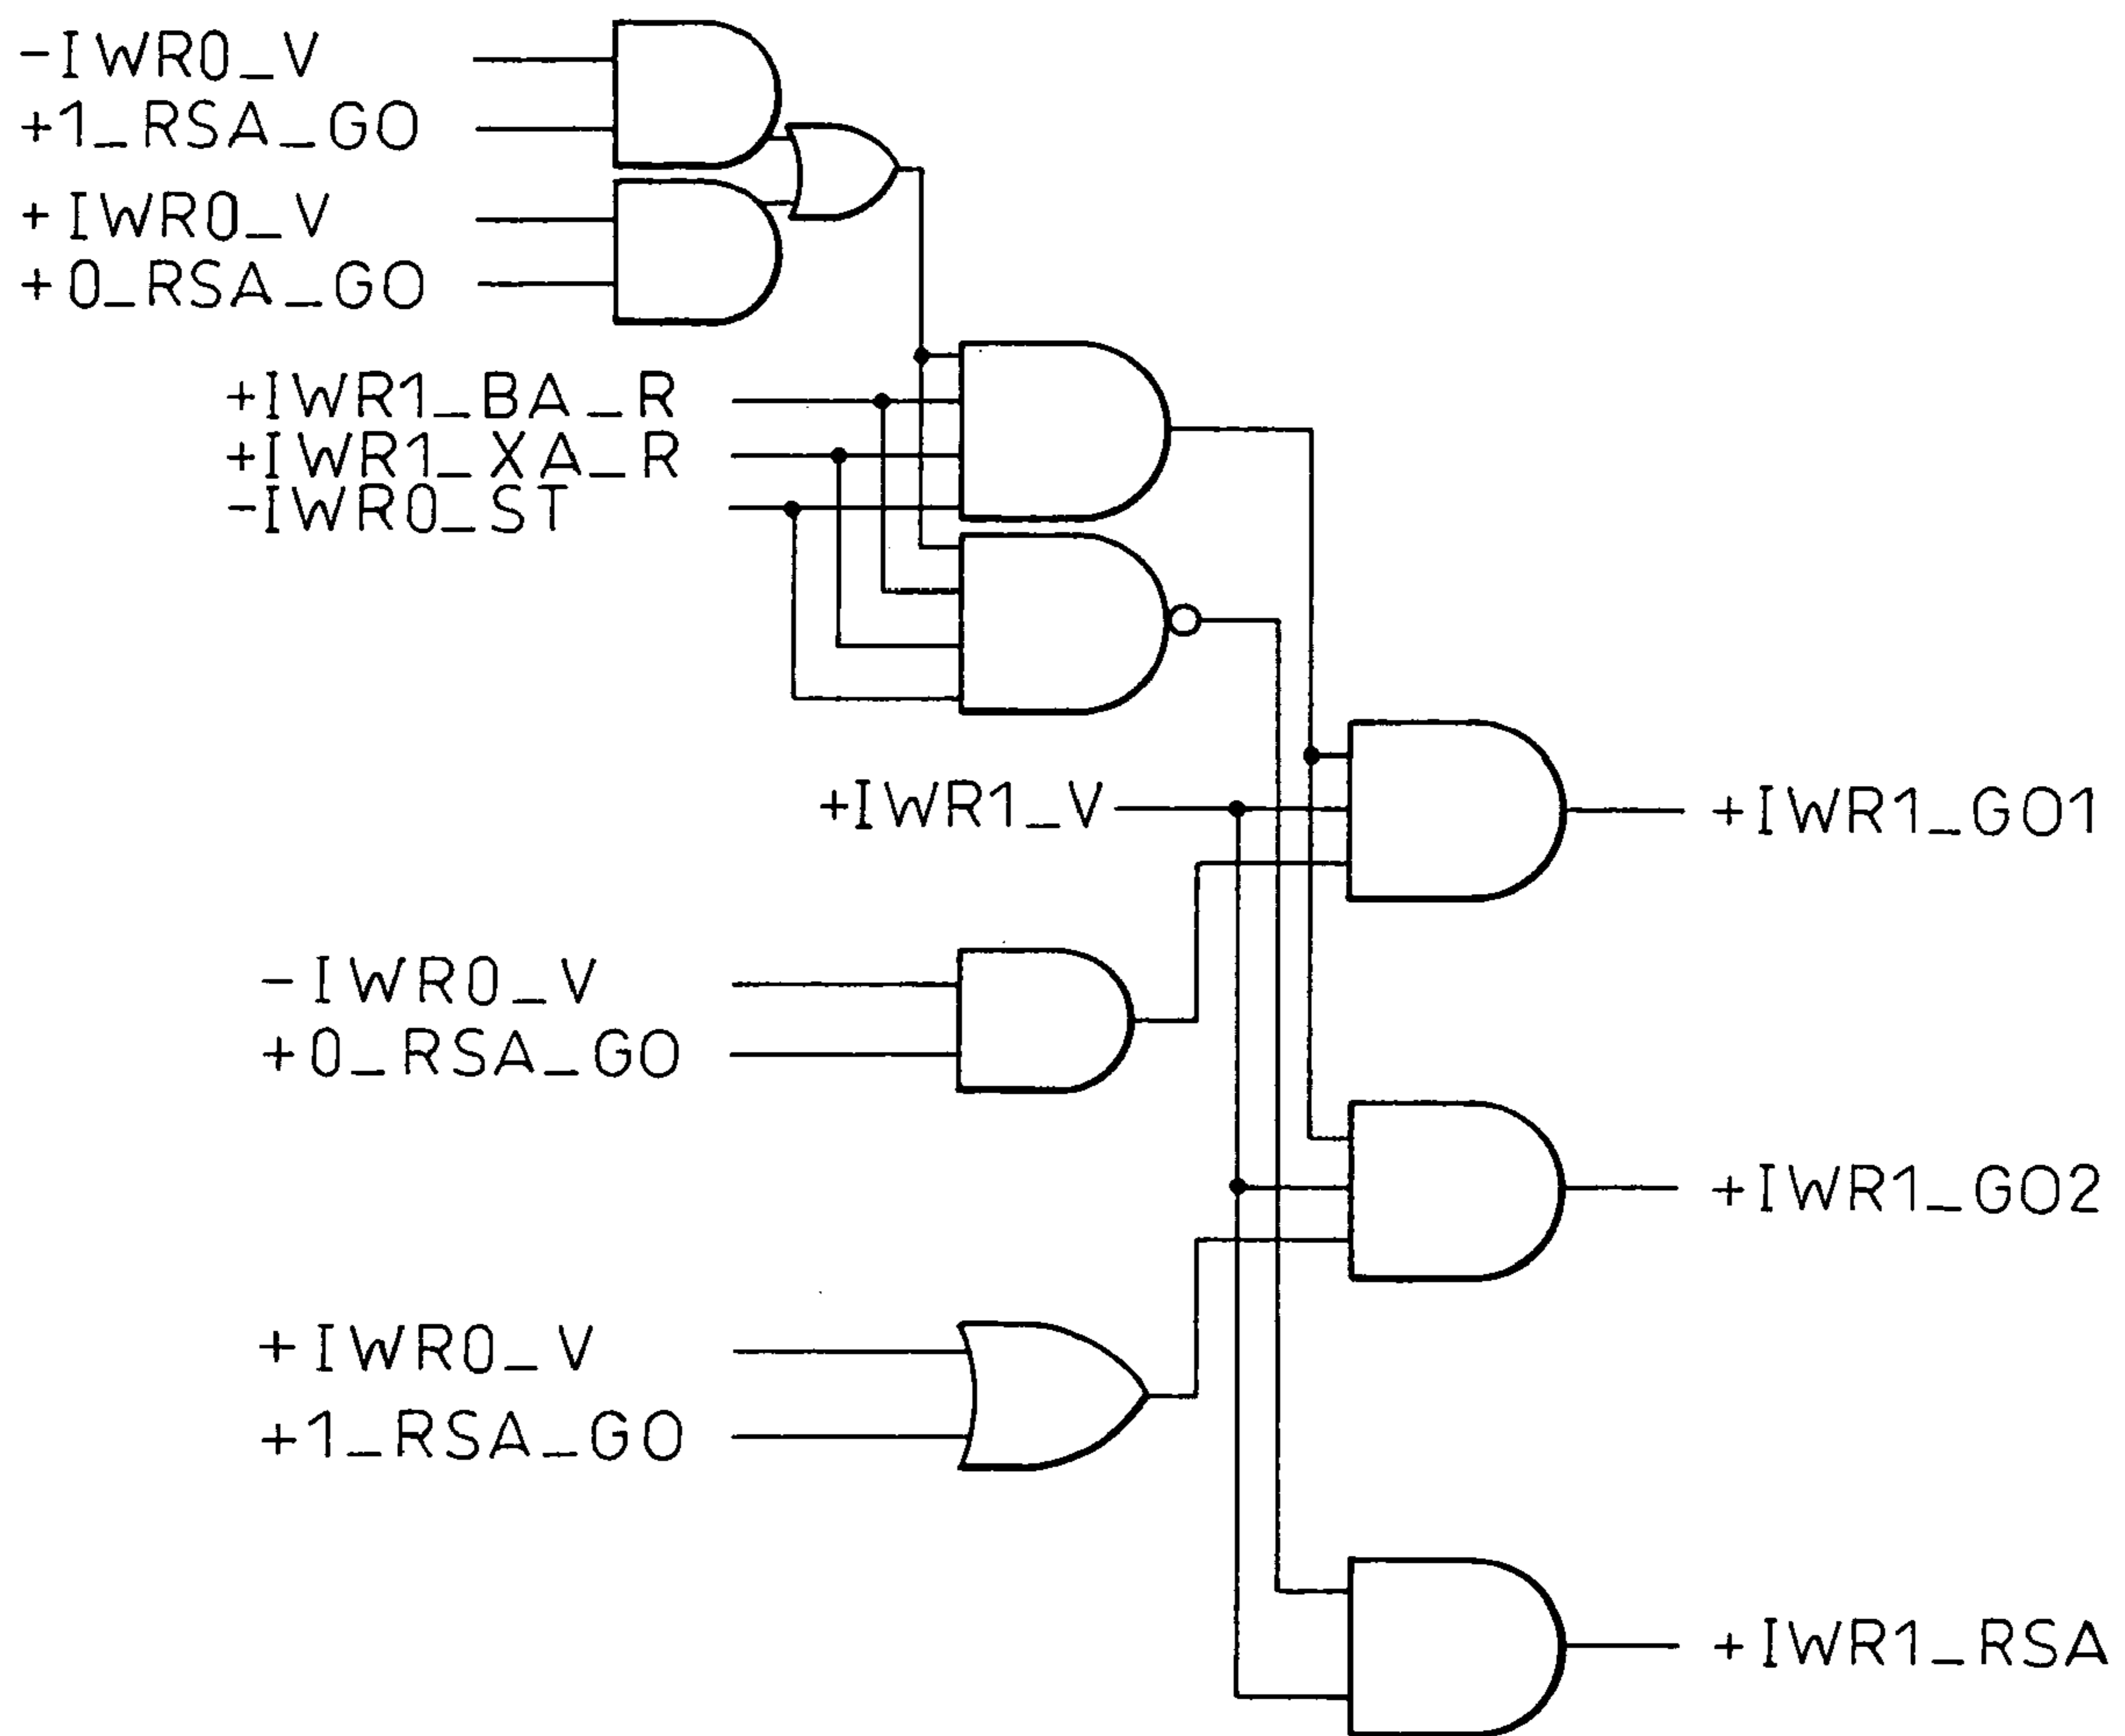 -IWR0_V
+1_RSA_GO
+IWR0_V
+0_RSA_GO
+IWR1_BA_R
+IWR1_XA_R
-IWR0_ST
+IWR1_V
+IWR1_GO1
-IWR0_V
+0_RSA_GO
+IWR1_GO2
+IWR0_V
+1_RSA_GO
+IWR1_RSA